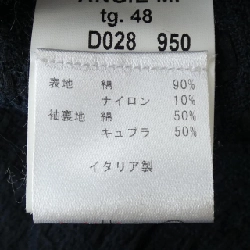 tg. 48
D028 950
表地 絹 90%
ナイロン 10%
袖裏地 絹 50%
キュプラ 50%
イタリア製